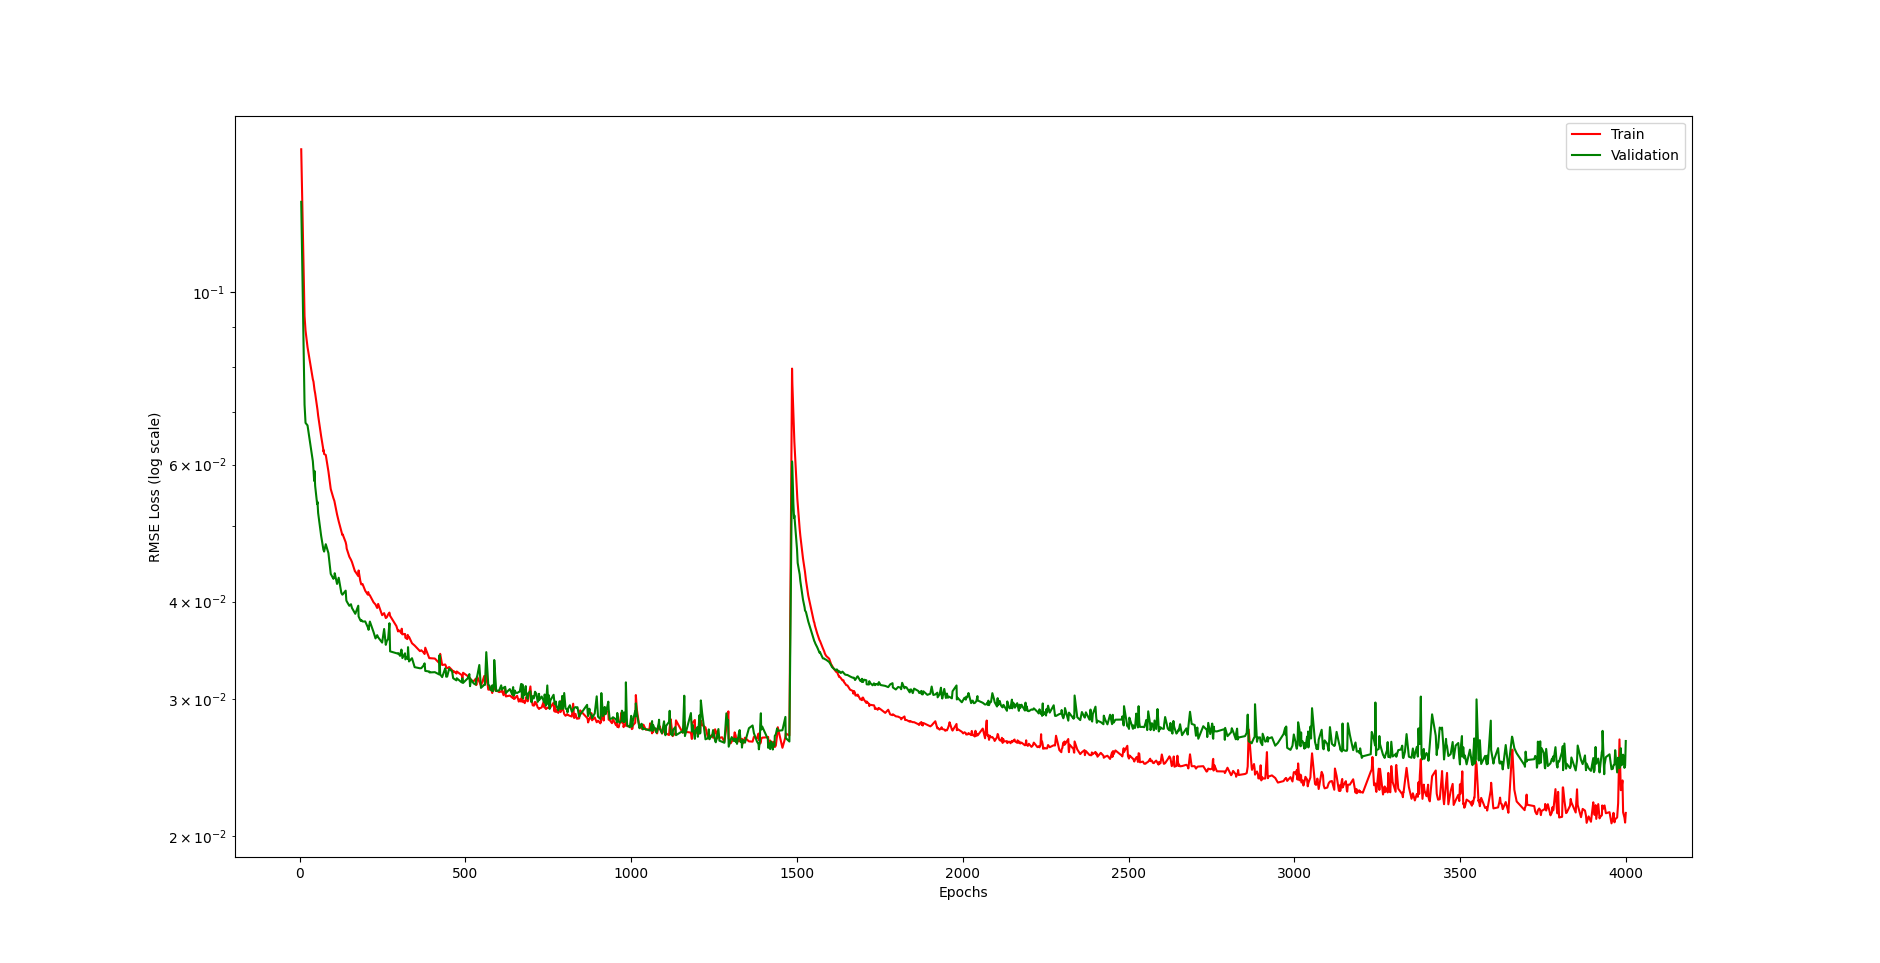 Train
Validation
10⁻¹
6 × 10⁻²
4 × 10⁻²
3 × 10⁻²
2 × 10⁻²
RMSE Loss (log scale)
0 500 1000 1500 2000 2500 3000 3500 4000
Epochs